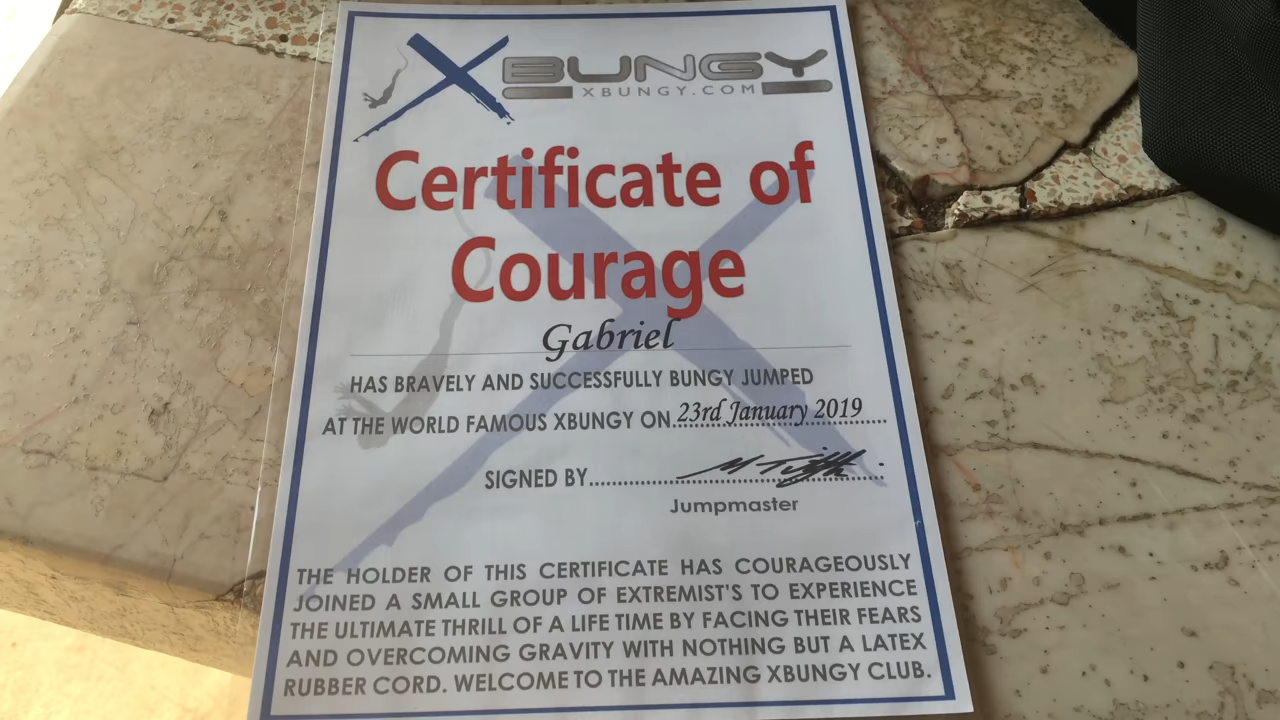 XBUNGY
XBUNGY.COM
Certificate of
Courage
Gabriel
HAS BRAVELY AND SUCCESSFULLY BUNGY JUMPED
AT THE WORLD FAMOUS XBUNGY ON 23rd January 2019
SIGNED BY
Jumpmaster
THE HOLDER OF THIS CERTIFICATE HAS COURAGEOUSLY
JOINED A SMALL GROUP OF EXTREMIST'S TO EXPERIENCE
THE ULTIMATE THRILL OF A LIFE TIME BY FACING THEIR FEARS
AND OVERCOMING GRAVITY WITH NOTHING BUT A LATEX
RUBBER CORD. WELCOME TO THE AMAZING XBUNGY CLUB.